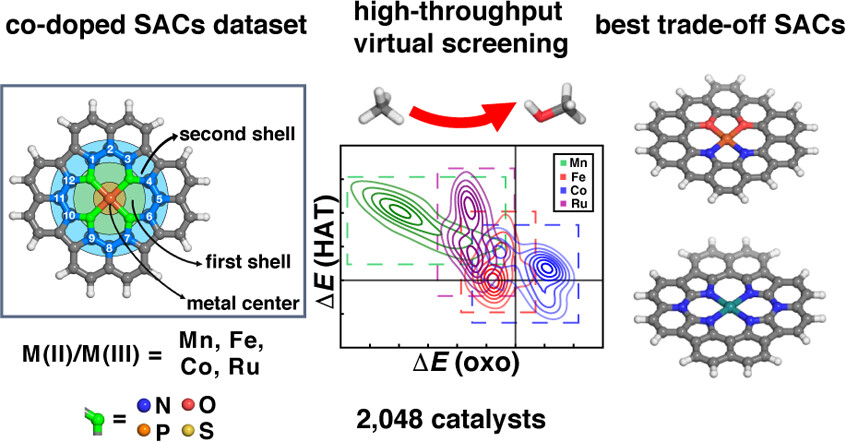 co-doped SACs dataset
high-throughput
virtual screening
best trade-off SACs
second shell
1
2
3
4
5
6
7
8
9
10
11
12
first shell
metal center
M(II)/M(III) = Mn, Fe,
Co, Ru
= N O
P S
ΔE (HAT)
Mn
Fe
Co
Ru
ΔE (oxo)
2,048 catalysts